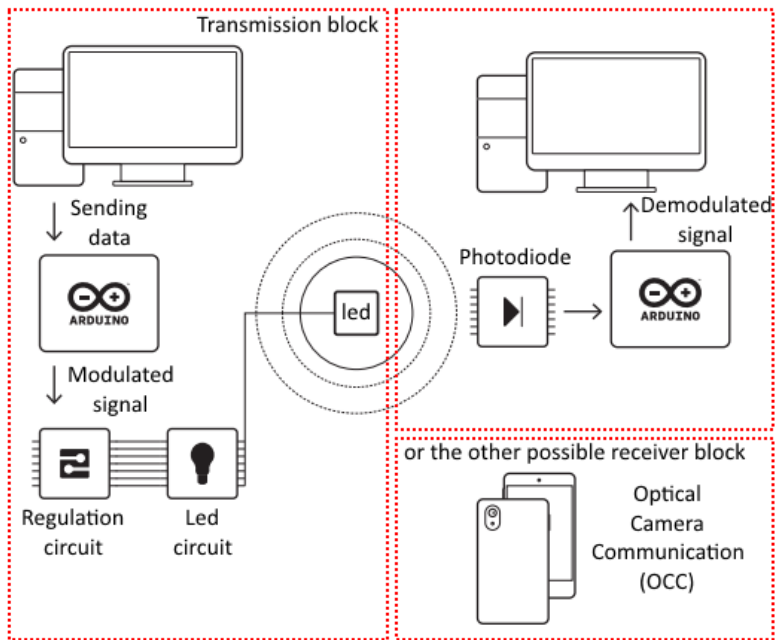 Transmission block
Sending
data
ARDUINO
Modulated
signal
Regulation
circuit
Led
circuit
led
Photodiode
Demodulated
signal
ARDUINO
or the other possible receiver block
Optical
Camera
Communication
(OCC)